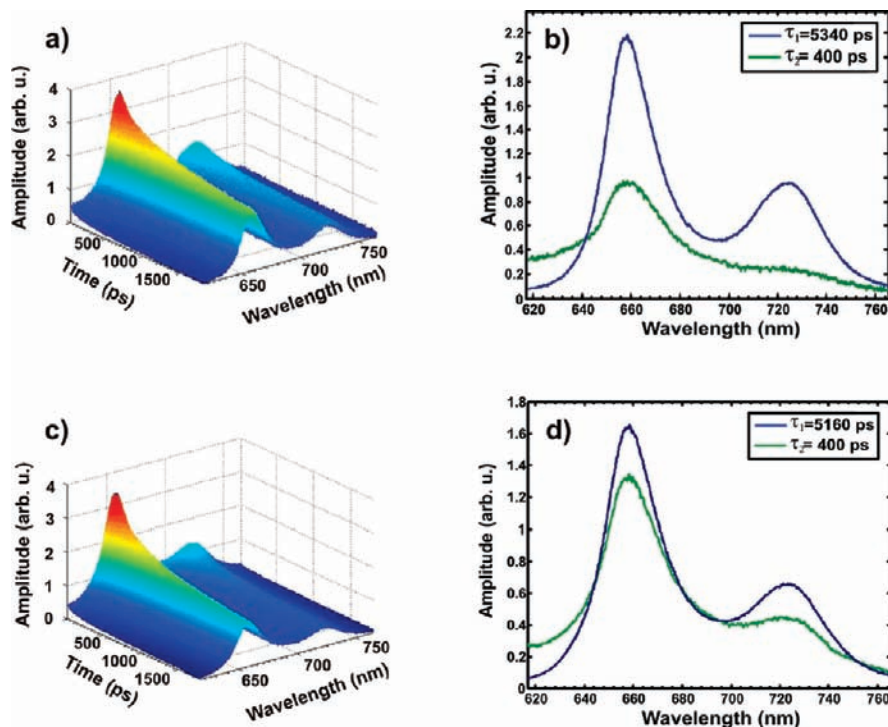 a)
Amplitude (arb. u.)
4
3
2
1
0
500
1000
1500
Time (ps)
650
700
750
Wavelength (nm)
b)
τ1=5340 ps
τ2= 400 ps
Amplitude (arb. u.)
2.2
2
1.8
1.6
1.4
1.2
1
0.8
0.6
0.4
0.2
0
620 640 660 680 700 720 740 760
Wavelength (nm)
c)
Amplitude (arb. u.)
4
3
2
1
0
500
1000
1500
Time (ps)
650
700
750
Wavelength (nm)
d)
τ1=5160 ps
τ2= 400 ps
Amplitude (arb. u.)
1.8
1.6
1.4
1.2
1
0.8
0.6
0.4
0.2
0
620 640 660 680 700 720 740 760
Wavelength (nm)